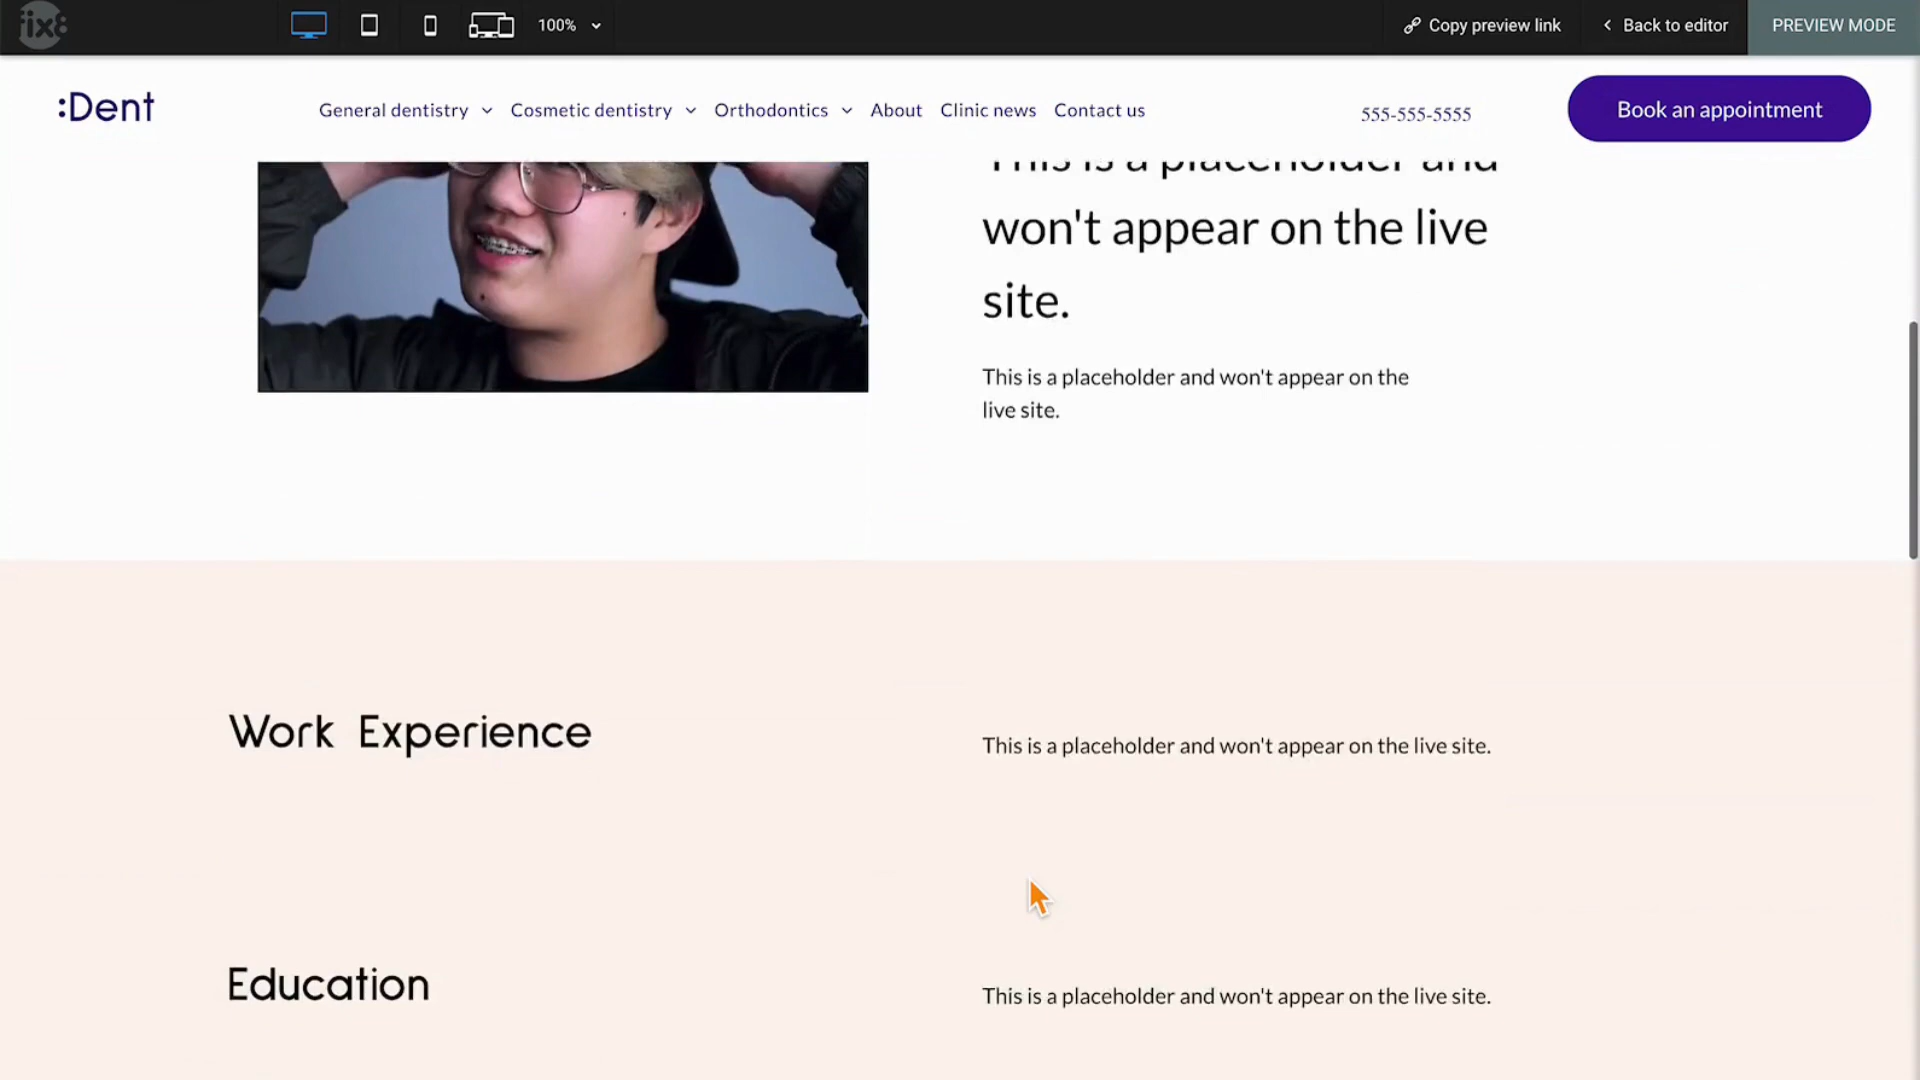 ix8
100%
Copy preview link
Back to editor
PREVIEW MODE
:Dent
General dentistry
Cosmetic dentistry
Orthodontics
About
Clinic news
Contact us
555-555-5555
Book an appointment
This is a placeholder and
won't appear on the live
site.
This is a placeholder and won't appear on the
live site.
Work Experience
This is a placeholder and won't appear on the live site.
Education
This is a placeholder and won't appear on the live site.